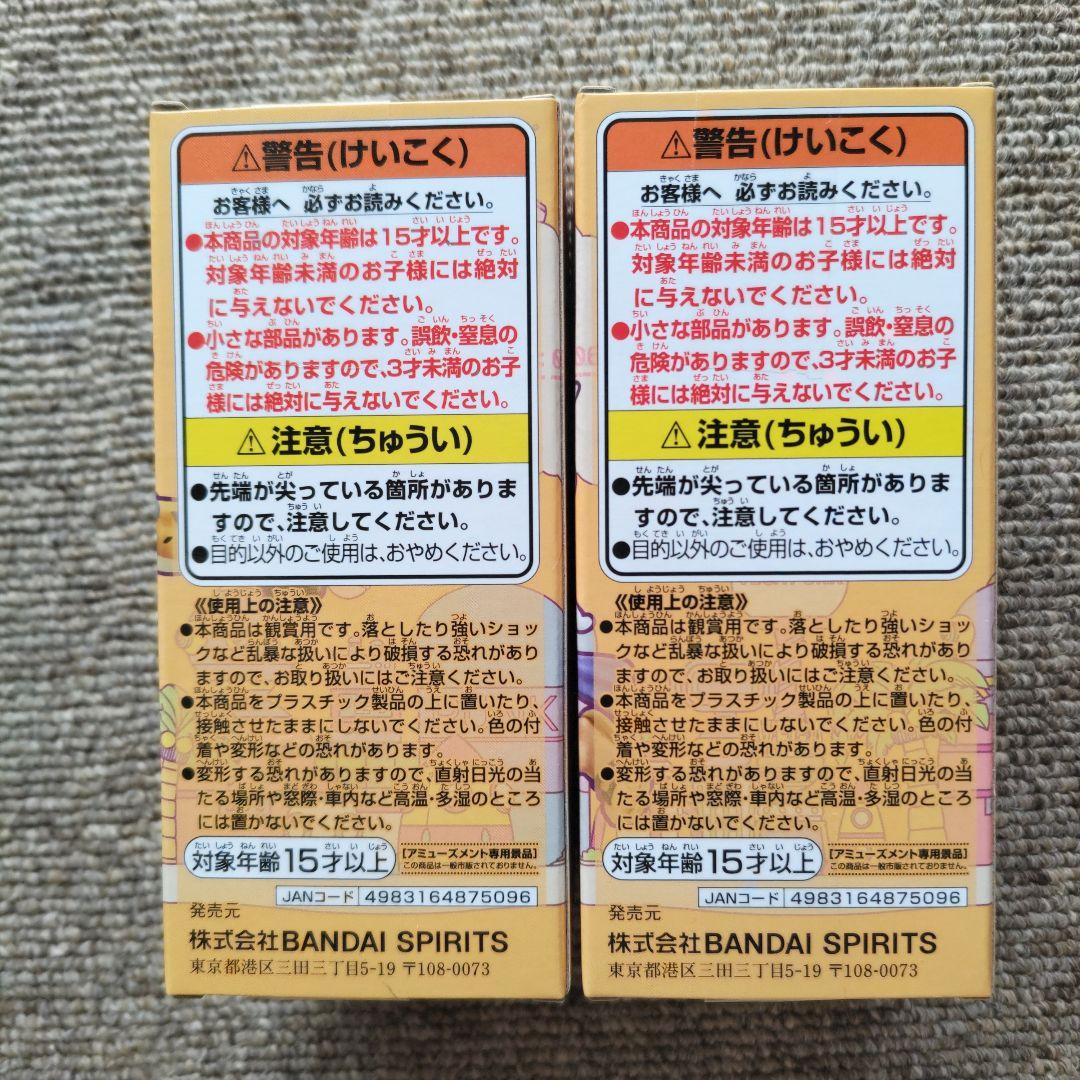 ⚠警告(けいこく)
お客様へ 必ずお読みください。
●本商品の対象年齢は15才以上です。
対象年齢未満のお子様には絶対
に与えないでください。
●小さな部品があります。誤飲・窒息の
危険がありますので、3才未満のお子
様には絶対に与えないでください。
⚠注意(ちゅうい)
●先端が尖っている箇所がありま
すので、注意してください。
●目的以外のご使用は、おやめください。
《使用上の注意》
●本商品は観賞用です。落としたり強いショッ
クなど乱暴な扱いにより破損する恐れがあり
ますので、お取り扱いにはご注意ください。
●本商品をプラスチック製品の上に置いたり、
接触させたままにしないでください。色の付
着や変形などの恐れがあります。
●変形する恐れがありますので、直射日光の当
たる場所や窓際・車内など高温・多湿のところ
には置かないでください。
対象年齢15才以上
[アミューズメント専用景品]
この商品は一般市販されておりません。
JANコード 4983164875096
発売元
株式会社BANDAI SPIRITS
東京都港区三田三丁目5-19 〒108-0073
⚠警告(けいこく)
お客様へ 必ずお読みください。
●本商品の対象年齢は15才以上です。
対象年齢未満のお子様には絶対
に与えないでください。
●小さな部品があります。誤飲・窒息の
危険がありますので、3才未満のお子
様には絶対に与えないでください。
⚠注意(ちゅうい)
●先端が尖っている箇所がありま
すので、注意してください。
●目的以外のご使用は、おやめください。
《使用上の注意》
●本商品は観賞用です。落としたり強いショッ
クなど乱暴な扱いにより破損する恐れがあり
ますので、お取り扱いにはご注意ください。
●本商品をプラスチック製品の上に置いたり、
接触させたままにしないでください。色の付
着や変形などの恐れがあります。
●変形する恐れがありますので、直射日光の当
たる場所や窓際・車内など高温・多湿のところ
には置かないでください。
対象年齢15才以上
[アミューズメント専用景品]
この商品は一般市販されておりません。
JANコード 4983164875096
発売元
株式会社BANDAI SPIRITS
東京都港区三田三丁目5-19 〒108-0073